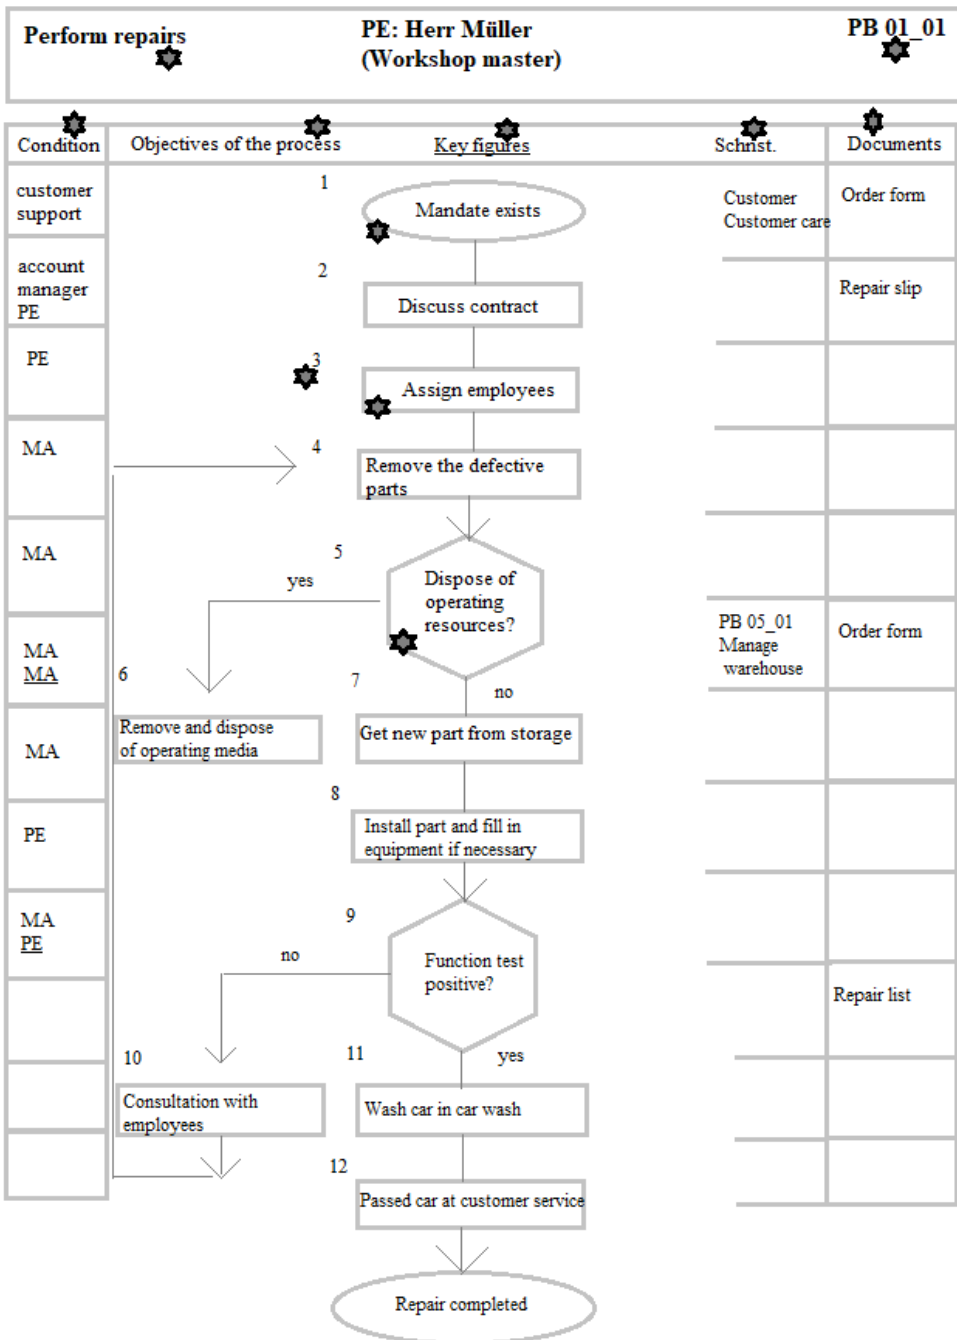 Perform repairs
PE: Herr Müller
(Workshop master)
PB 01_01
Condition
Objectives of the process
Key figures
Schnst.
Documents
customer
support
1
Mandate exists
Customer
Customer care
Order form
account
manager
PE
2
Discuss contract
Repair slip
PE
3
Assign employees
MA
4
Remove the defective
parts
MA
5
Dispose of
operating
resources?
yes
no
MA
MA
6
Remove and dispose
of operating media
PB 05_01
Manage
warehouse
Order form
MA
7
Get new part from storage
PE
8
Install part and fill in
equipment if necessary
MA
PE
9
Function test
positive?
no
yes
Repair list
10
Consultation with
employees
11
Wash car in car wash
12
Passed car at customer service
Repair completed